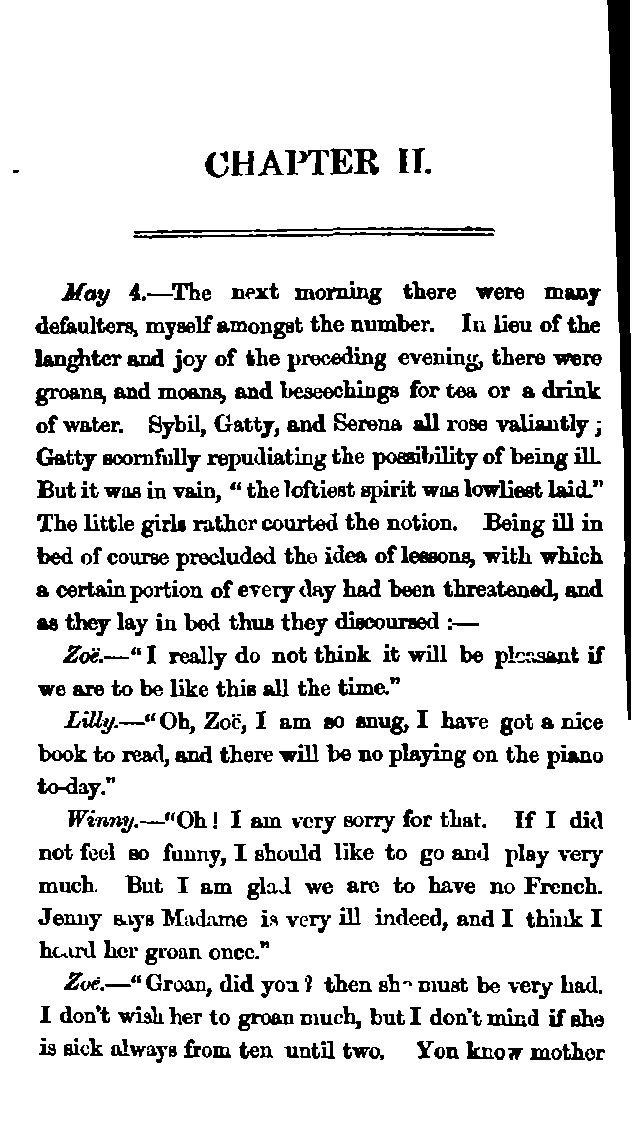 CHAPTER II.
May 4.—The next morning there were many
defaulters, myself amongst the number. In lieu of the
laughter and joy of the preceding evening, there were
groans, and moans, and beseechings for tea or a drink
of water. Sybil, Gatty, and Serena all rose valiantly;
Gatty scornfully repudiating the possibility of being ill.
But it was in vain, "the loftiest spirit was lowliest laid."
The little girls rather courted the notion. Being ill in
bed of course precluded the idea of lessons, with which
a certain portion of every day had been threatened, and
as they lay in bed thus they discoursed:—
Zoë.—"I really do not think it will be pleasant if
we are to be like this all the time."
Lilly.—"Oh, Zoë, I am so snug, I have got a nice
book to read, and there will be no playing on the piano
to-day."
Winny.—"Oh! I am very sorry for that. If I did
not feel so funny, I should like to go and play very
much. But I am glad we are to have no French.
Jenny says Madame is very ill indeed, and I think I
heard her groan once."
Zoë.—"Groan, did you? then she must be very bad.
I don't wish her to groan much, but I don't mind if she
is sick always from ten until two. You know mother